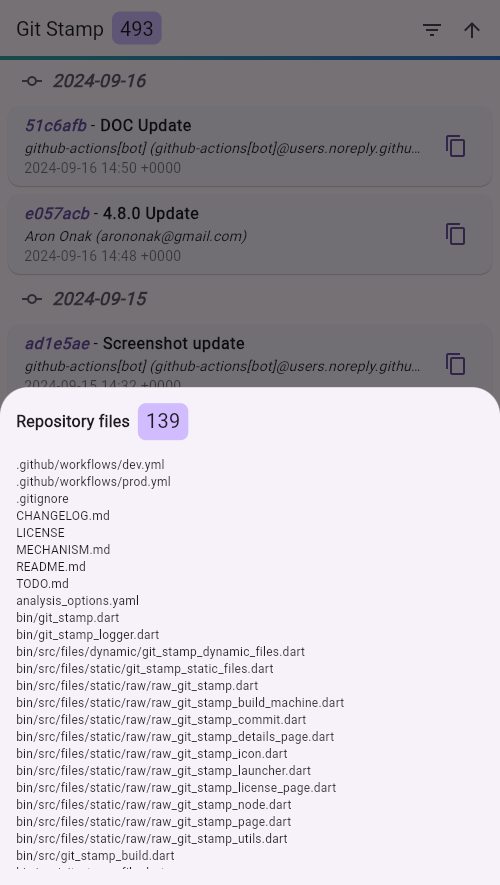 Git Stamp 493
2024-09-16
51c6afb - DOC Update
github-actions[bot] (github-actions[bot]@users.noreply.githu...
2024-09-16 14:50 +0000
e057acb - 4.8.0 Update
Aron Onak (arononak@gmail.com)
2024-09-16 14:48 +0000
2024-09-15
ad1e5ae - Screenshot update
github-actions[bot] (github-actions[bot]@users.noreply.githu...
2024-09-15 14:32 +0000
Repository files 139
.github/workflows/dev.yml
.github/workflows/prod.yml
.gitignore
CHANGELOG.md
LICENSE
MECHANISM.md
README.md
TODO.md
analysis_options.yaml
bin/git_stamp.dart
bin/git_stamp_logger.dart
bin/src/files/dynamic/git_stamp_dynamic_files.dart
bin/src/files/static/git_stamp_static_files.dart
bin/src/files/static/raw/raw_git_stamp.dart
bin/src/files/static/raw/raw_git_stamp_build_machine.dart
bin/src/files/static/raw/raw_git_stamp_commit.dart
bin/src/files/static/raw/raw_git_stamp_details_page.dart
bin/src/files/static/raw/raw_git_stamp_icon.dart
bin/src/files/static/raw/raw_git_stamp_launcher.dart
bin/src/files/static/raw/raw_git_stamp_license_page.dart
bin/src/files/static/raw/raw_git_stamp_node.dart
bin/src/files/static/raw/raw_git_stamp_page.dart
bin/src/files/static/raw/raw_git_stamp_utils.dart
bin/src/git_stamp_build.dart